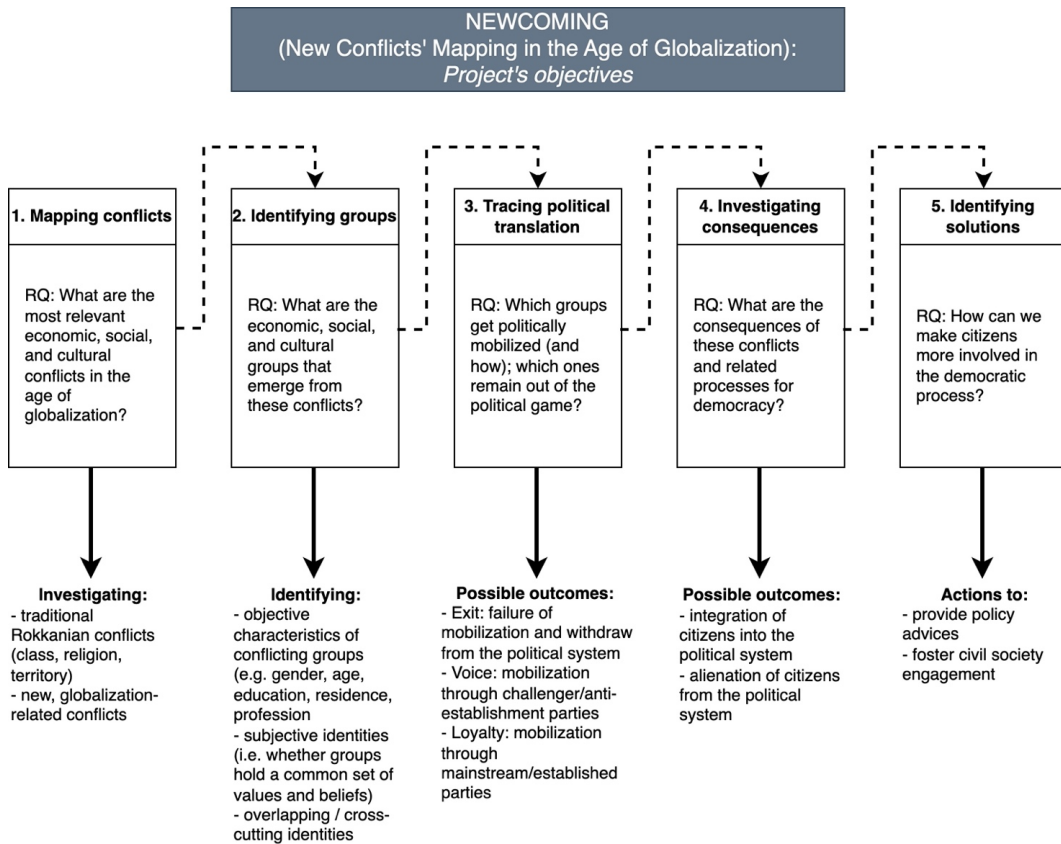 NEWCOMING
(New Conflicts' Mapping in the Age of Globalization):
Project's objectives
1. Mapping conflicts
RQ: What are the
most relevant
economic, social,
and cultural
conflicts in the
age of
globalization?
Investigating:
- traditional
Rokkanian conflicts
(class, religion,
territory)
- new, globalization-
related conflicts
2. Identifying groups
RQ: What are the
economic, social,
and cultural
groups that
emerge from
these conflicts?
Identifying:
- objective
characteristics of
conflicting groups
(e.g. gender, age,
education, residence,
profession
- subjective identities
(i.e. whether groups
hold a common set of
values and beliefs)
- overlapping / cross-
cutting identities
3. Tracing political
translation
RQ: Which groups
get politically
mobilized (and
how); which ones
remain out of the
political game?
Possible outcomes:
- Exit: failure of
mobilization and withdraw
from the political system
- Voice: mobilization
through challenger/anti-
establishment parties
- Loyalty: mobilization
through
mainstream/established
parties
4. Investigating
consequences
RQ: What are the
consequences of
these conflicts
and related
processes for
democracy?
Possible outcomes:
- integration of
citizens into the
political system
- alienation of citizens
from the political
system
5. Identifying
solutions
RQ: How can we
make citizens
more involved in
the democratic
process?
Actions to:
- provide policy
advices
- foster civil society
engagement